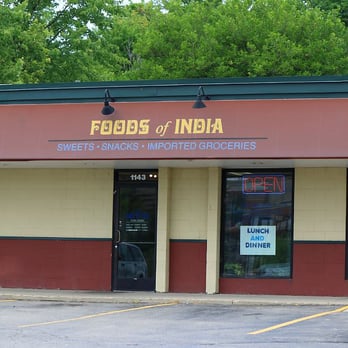 FOODS of INDIA
SWEETS • SNACKS • IMPORTED GROCERIES
1143
OPEN
LUNCH
AND
DINNER